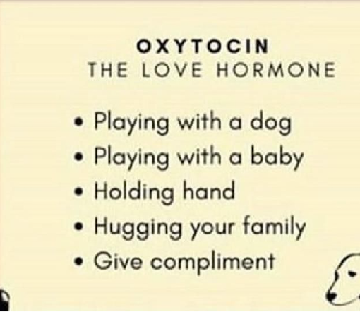 OXYTOCIN
THE LOVE HORMONE
• Playing with a dog
• Playing with a baby
• Holding hand
• Hugging your family
• Give compliment